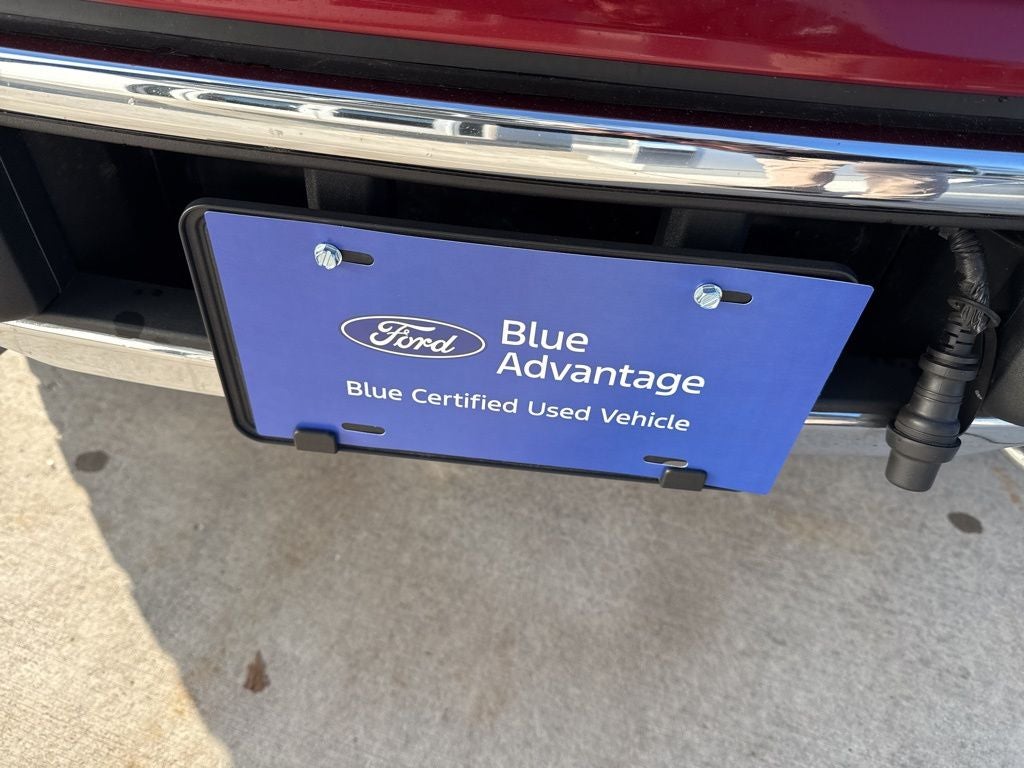 Ford
Blue
Advantage
Blue Certified Used Vehicle